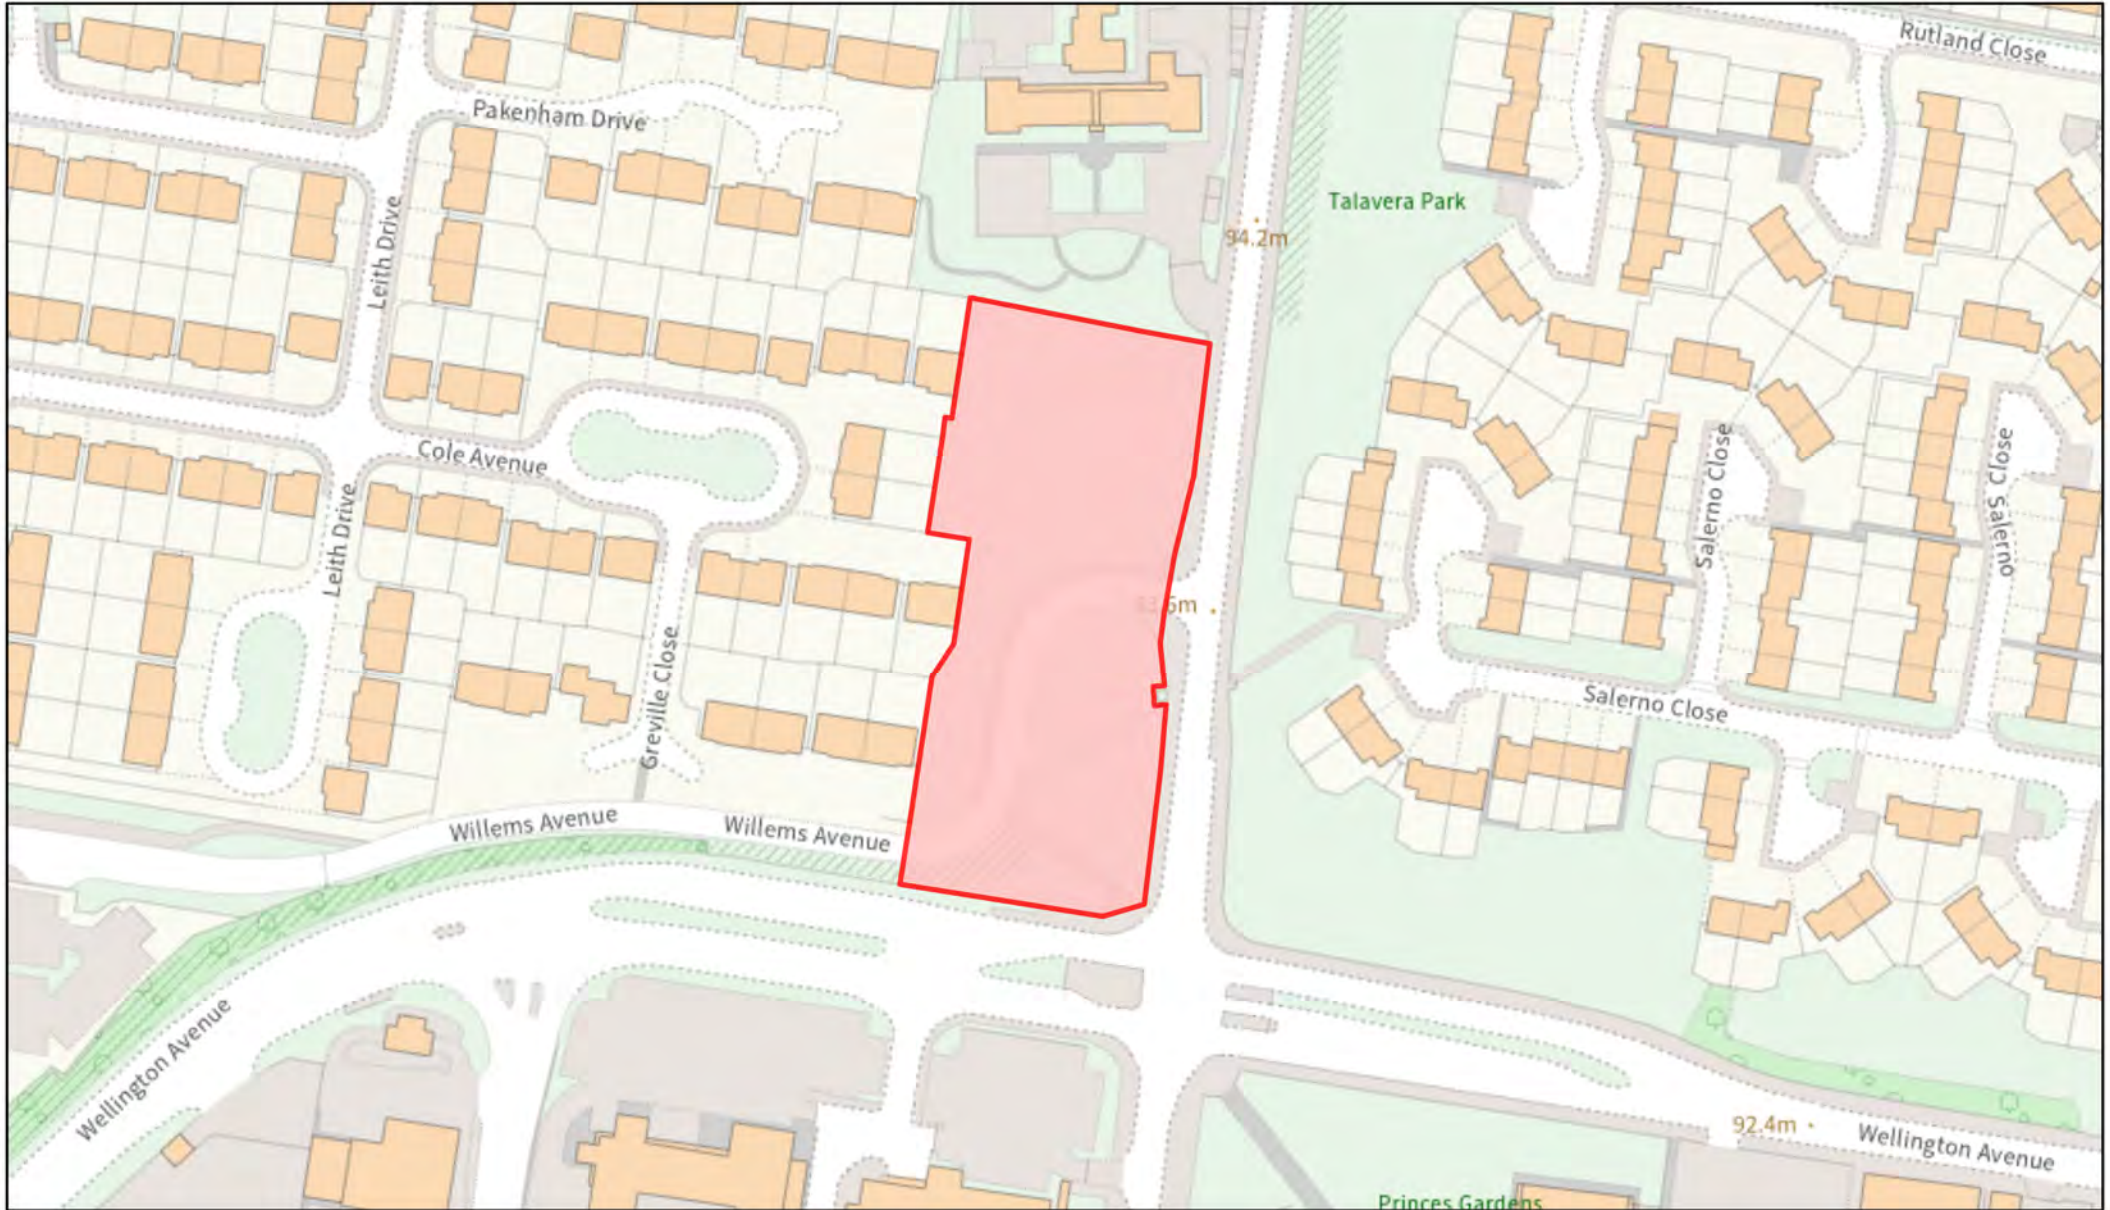 Rutland Close
Pakenham Drive
Talavera Park
94.2m
Leith Drive
Cole Avenue
Salerno Close
Salerno Close
Leith Drive
6m
Greville Close
Salerno Close
Willems Avenue
Willems Avenue
Wellington Avenue
92.4m
Wellington Avenue
Princes Gardens